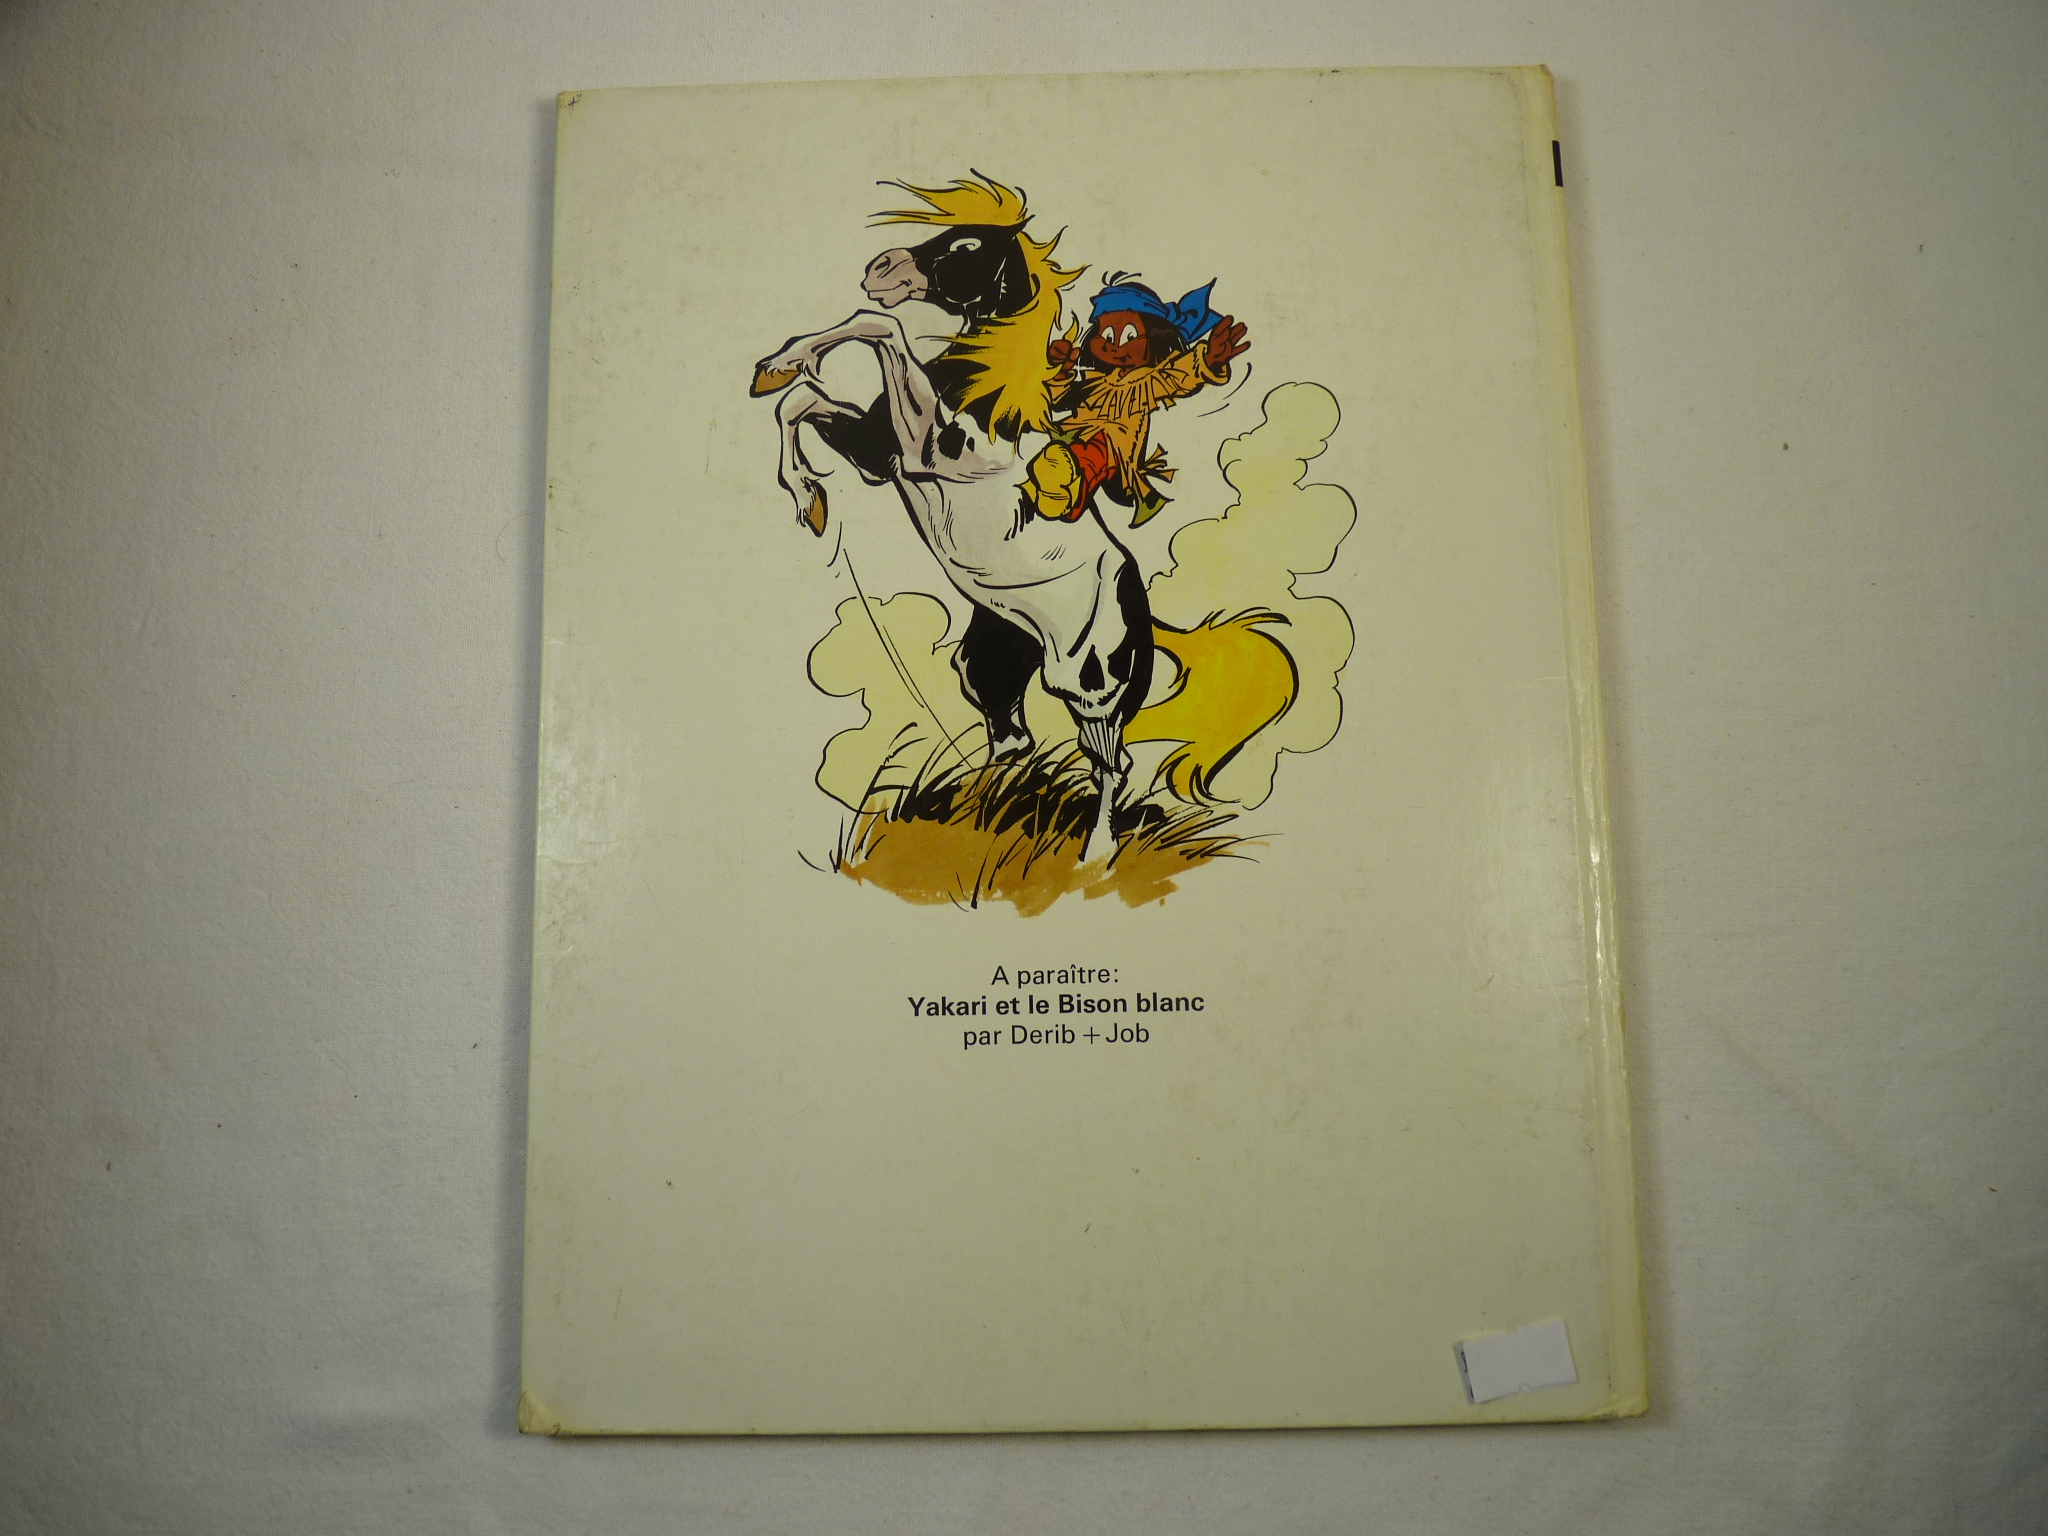 A paraître:
Yakari et le Bison blanc
par Derib + Job